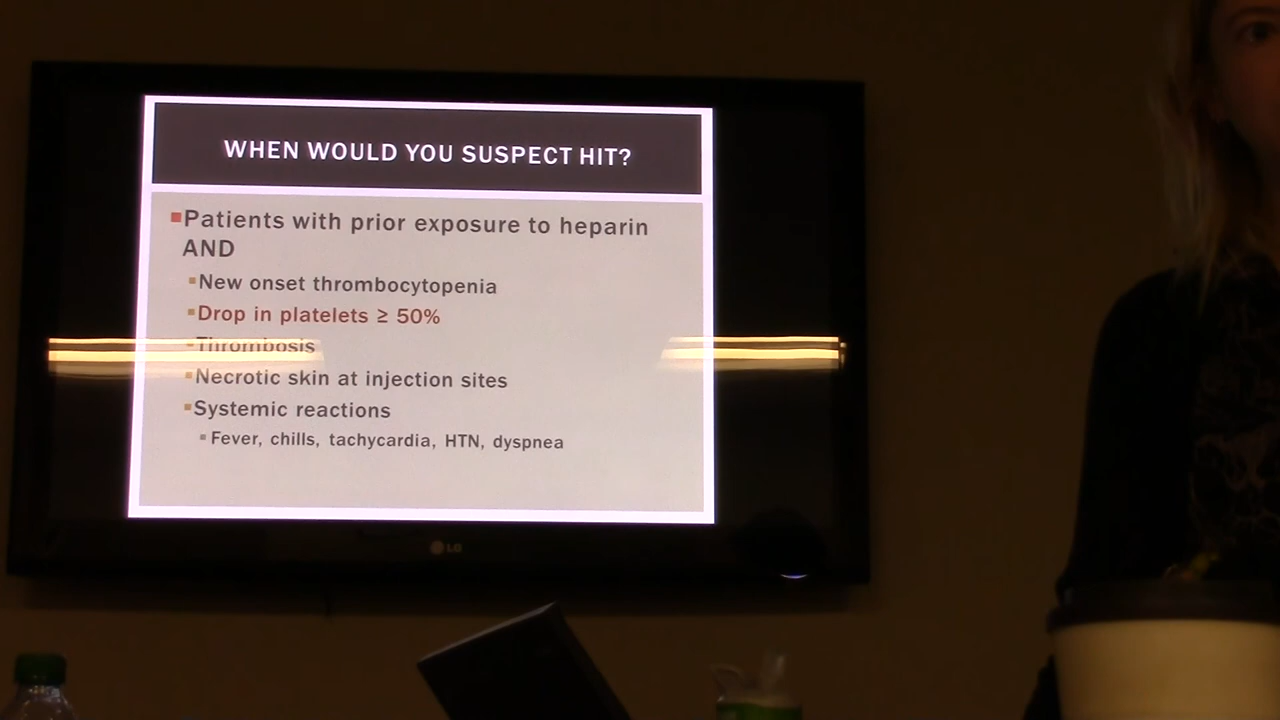 WHEN WOULD YOU SUSPECT HIT?
Patients with prior exposure to heparin
AND
New onset thrombocytopenia
Drop in platelets ≥ 50%
Thrombosis
Necrotic skin at injection sites
Systemic reactions
Fever, chills, tachycardia, HTN, dyspnea
LG